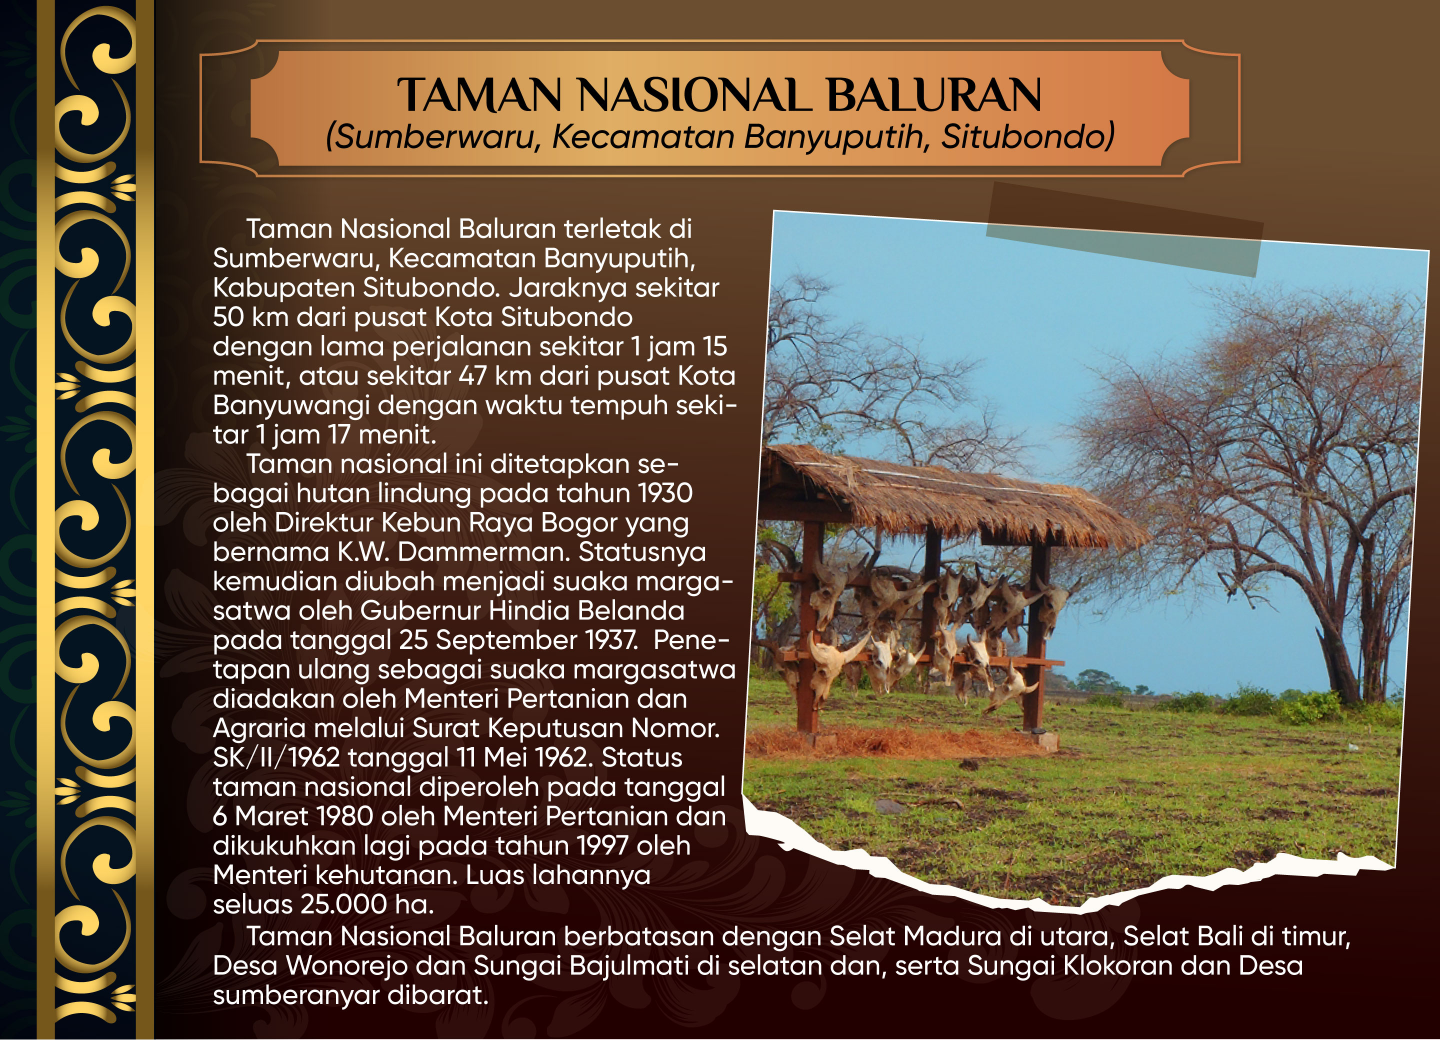 TAMAN NASIONAL BALURAN
(Sumberwaru, Kecamatan Banyuputih, Situbondo)
Taman Nasional Baluran terletak di
Sumberwaru, Kecamatan Banyuputih,
Kabupaten Situbondo. Jaraknya sekitar
50 km dari pusat Kota Situbondo
dengan lama perjalanan sekitar 1 jam 15
menit, atau sekitar 47 km dari pusat Kota
Banyuwangi dengan waktu tempuh seki-
tar 1 jam 17 menit.
Taman nasional ini ditetapkan se-
bagai hutan lindung pada tahun 1930
oleh Direktur Kebun Raya Bogor yang
bernama K.W. Dammerman. Statusnya
kemudian diubah menjadi suaka marga-
satwa oleh Gubernur Hindia Belanda
pada tanggal 25 September 1937.  Pene-
tapan ulang sebagai suaka margasatwa
diadakan oleh Menteri Pertanian dan
Agraria melalui Surat Keputusan Nomor.
SK/II/1962 tanggal 11 Mei 1962. Status
taman nasional diperoleh pada tanggal
6 Maret 1980 oleh Menteri Pertanian dan
dikukuhkan lagi pada tahun 1997 oleh
Menteri kehutanan. Luas lahannya
seluas 25.000 ha.
Taman Nasional Baluran berbatasan dengan Selat Madura di utara, Selat Bali di timur,
Desa Wonorejo dan Sungai Bajulmati di selatan dan, serta Sungai Klokoran dan Desa
sumberanyar dibarat.